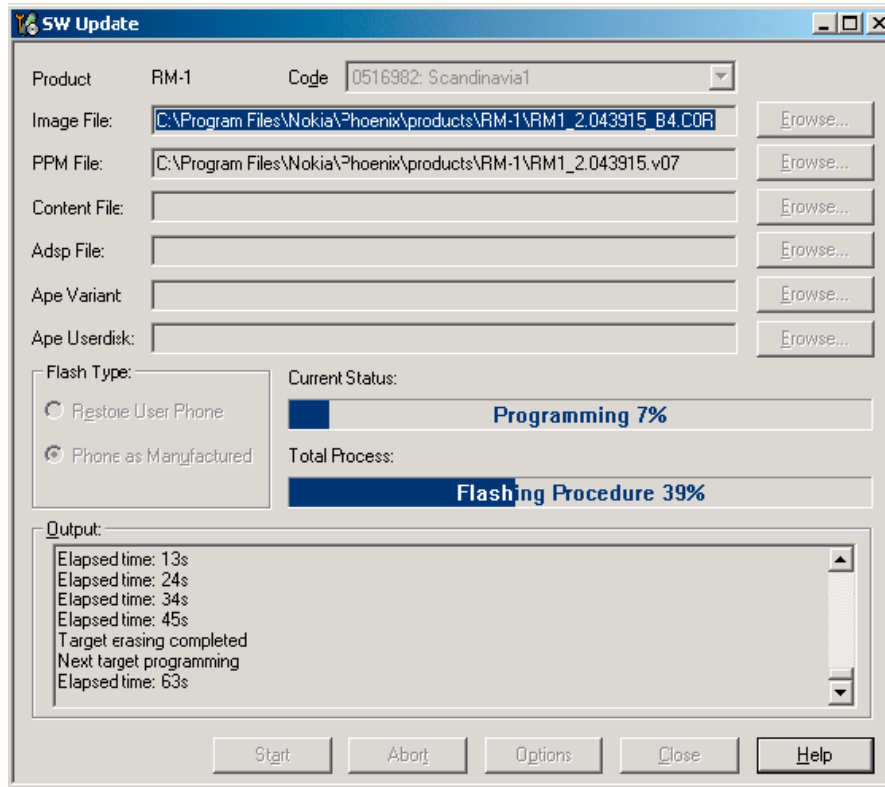 SW Update
Product RM-1 Code 0516982: Scandinavia1
Image File: C:\Program Files\Nokia\Phoenix\products\RM-1\RM1_2.043915_B4.C0R Browse...
PPM File: C:\Program Files\Nokia\Phoenix\products\RM-1\RM1_2.043915.v07 Browse...
Content File: Browse...
Adsp File: Browse...
Ape Variant Browse...
Ape Userdisk: Browse...
Flash Type:
Restore User Phone
Phone as Manufactured
Current Status:
Programming 7%
Total Process:
Flashing Procedure 39%
Output:
Elapsed time: 13s
Elapsed time: 24s
Elapsed time: 34s
Elapsed time: 45s
Target erasing completed
Next target programming
Elapsed time: 63s
Start Abort Options Close Help